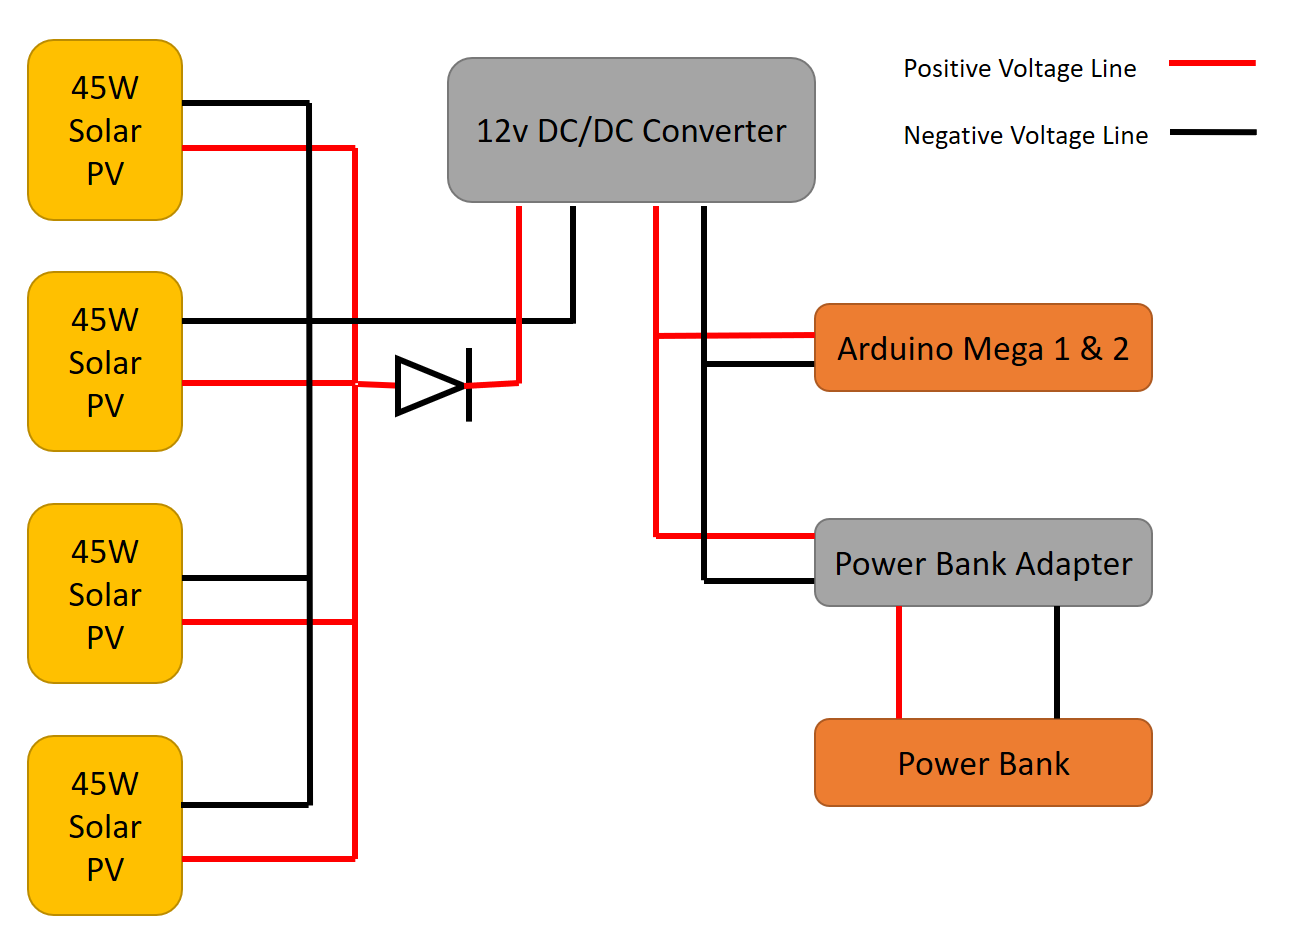 45W
Solar
PV
45W
Solar
PV
45W
Solar
PV
45W
Solar
PV
12v DC/DC Converter
Positive Voltage Line
Negative Voltage Line
Arduino Mega 1 & 2
Power Bank Adapter
Power Bank